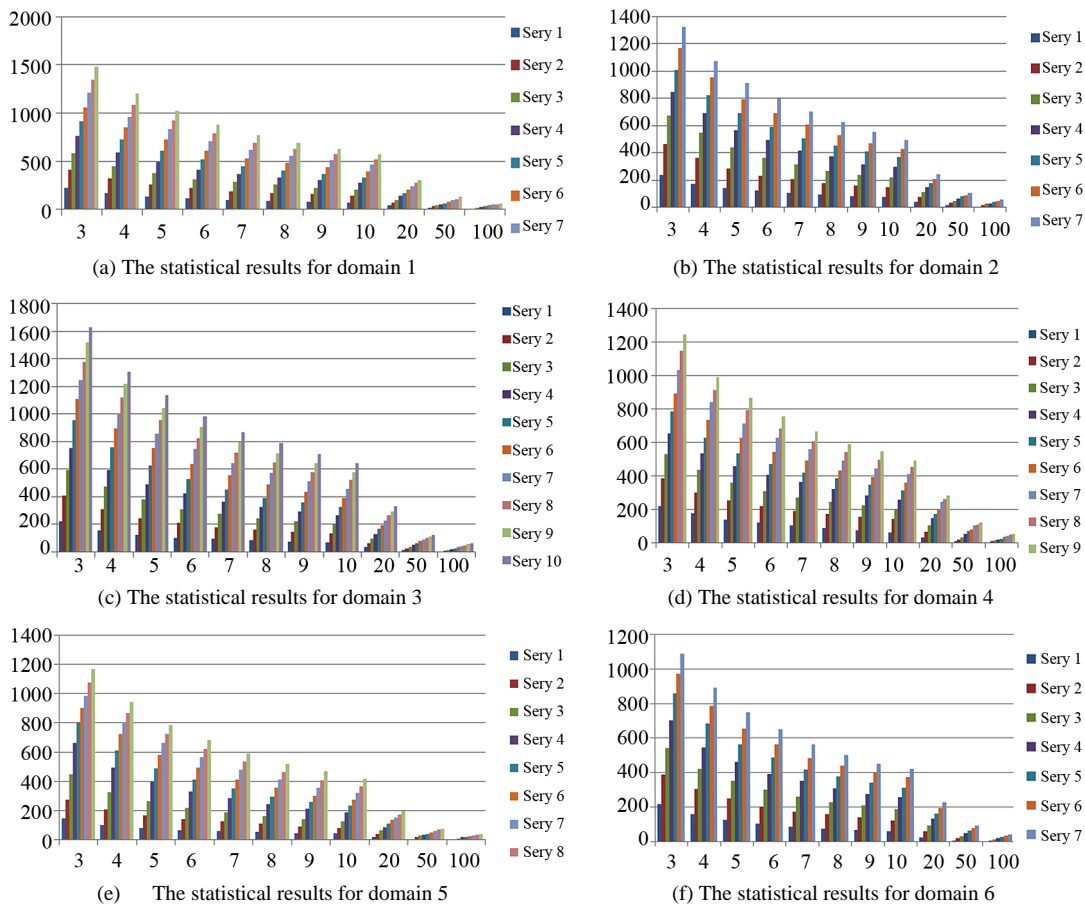 2000
1500
1000
500
0
3 4 5 6 7 8 9 10 20 50 100
Sery 1
Sery 2
Sery 3
Sery 4
Sery 5
Sery 6
Sery 7
(a) The statistical results for domain 1
1400
1200
1000
800
600
400
200
0
3 4 5 6 7 8 9 10 20 50 100
Sery 1
Sery 2
Sery 3
Sery 4
Sery 5
Sery 6
Sery 7
(b) The statistical results for domain 2
1800
1600
1400
1200
1000
800
600
400
200
0
3 4 5 6 7 8 9 10 20 50 100
Sery 1
Sery 2
Sery 3
Sery 4
Sery 5
Sery 6
Sery 7
Sery 8
Sery 9
Sery 10
(c) The statistical results for domain 3
1400
1200
1000
800
600
400
200
0
3 4 5 6 7 8 9 10 20 50 100
Sery 1
Sery 2
Sery 3
Sery 4
Sery 5
Sery 6
Sery 7
Sery 8
Sery 9
(d) The statistical results for domain 4
1400
1200
1000
800
600
400
200
0
3 4 5 6 7 8 9 10 20 50 100
Sery 1
Sery 2
Sery 3
Sery 4
Sery 5
Sery 6
Sery 7
Sery 8
(e) The statistical results for domain 5
1200
1000
800
600
400
200
0
3 4 5 6 7 8 9 10 20 50 100
Sery 1
Sery 2
Sery 3
Sery 4
Sery 5
Sery 6
Sery 7
(f) The statistical results for domain 6